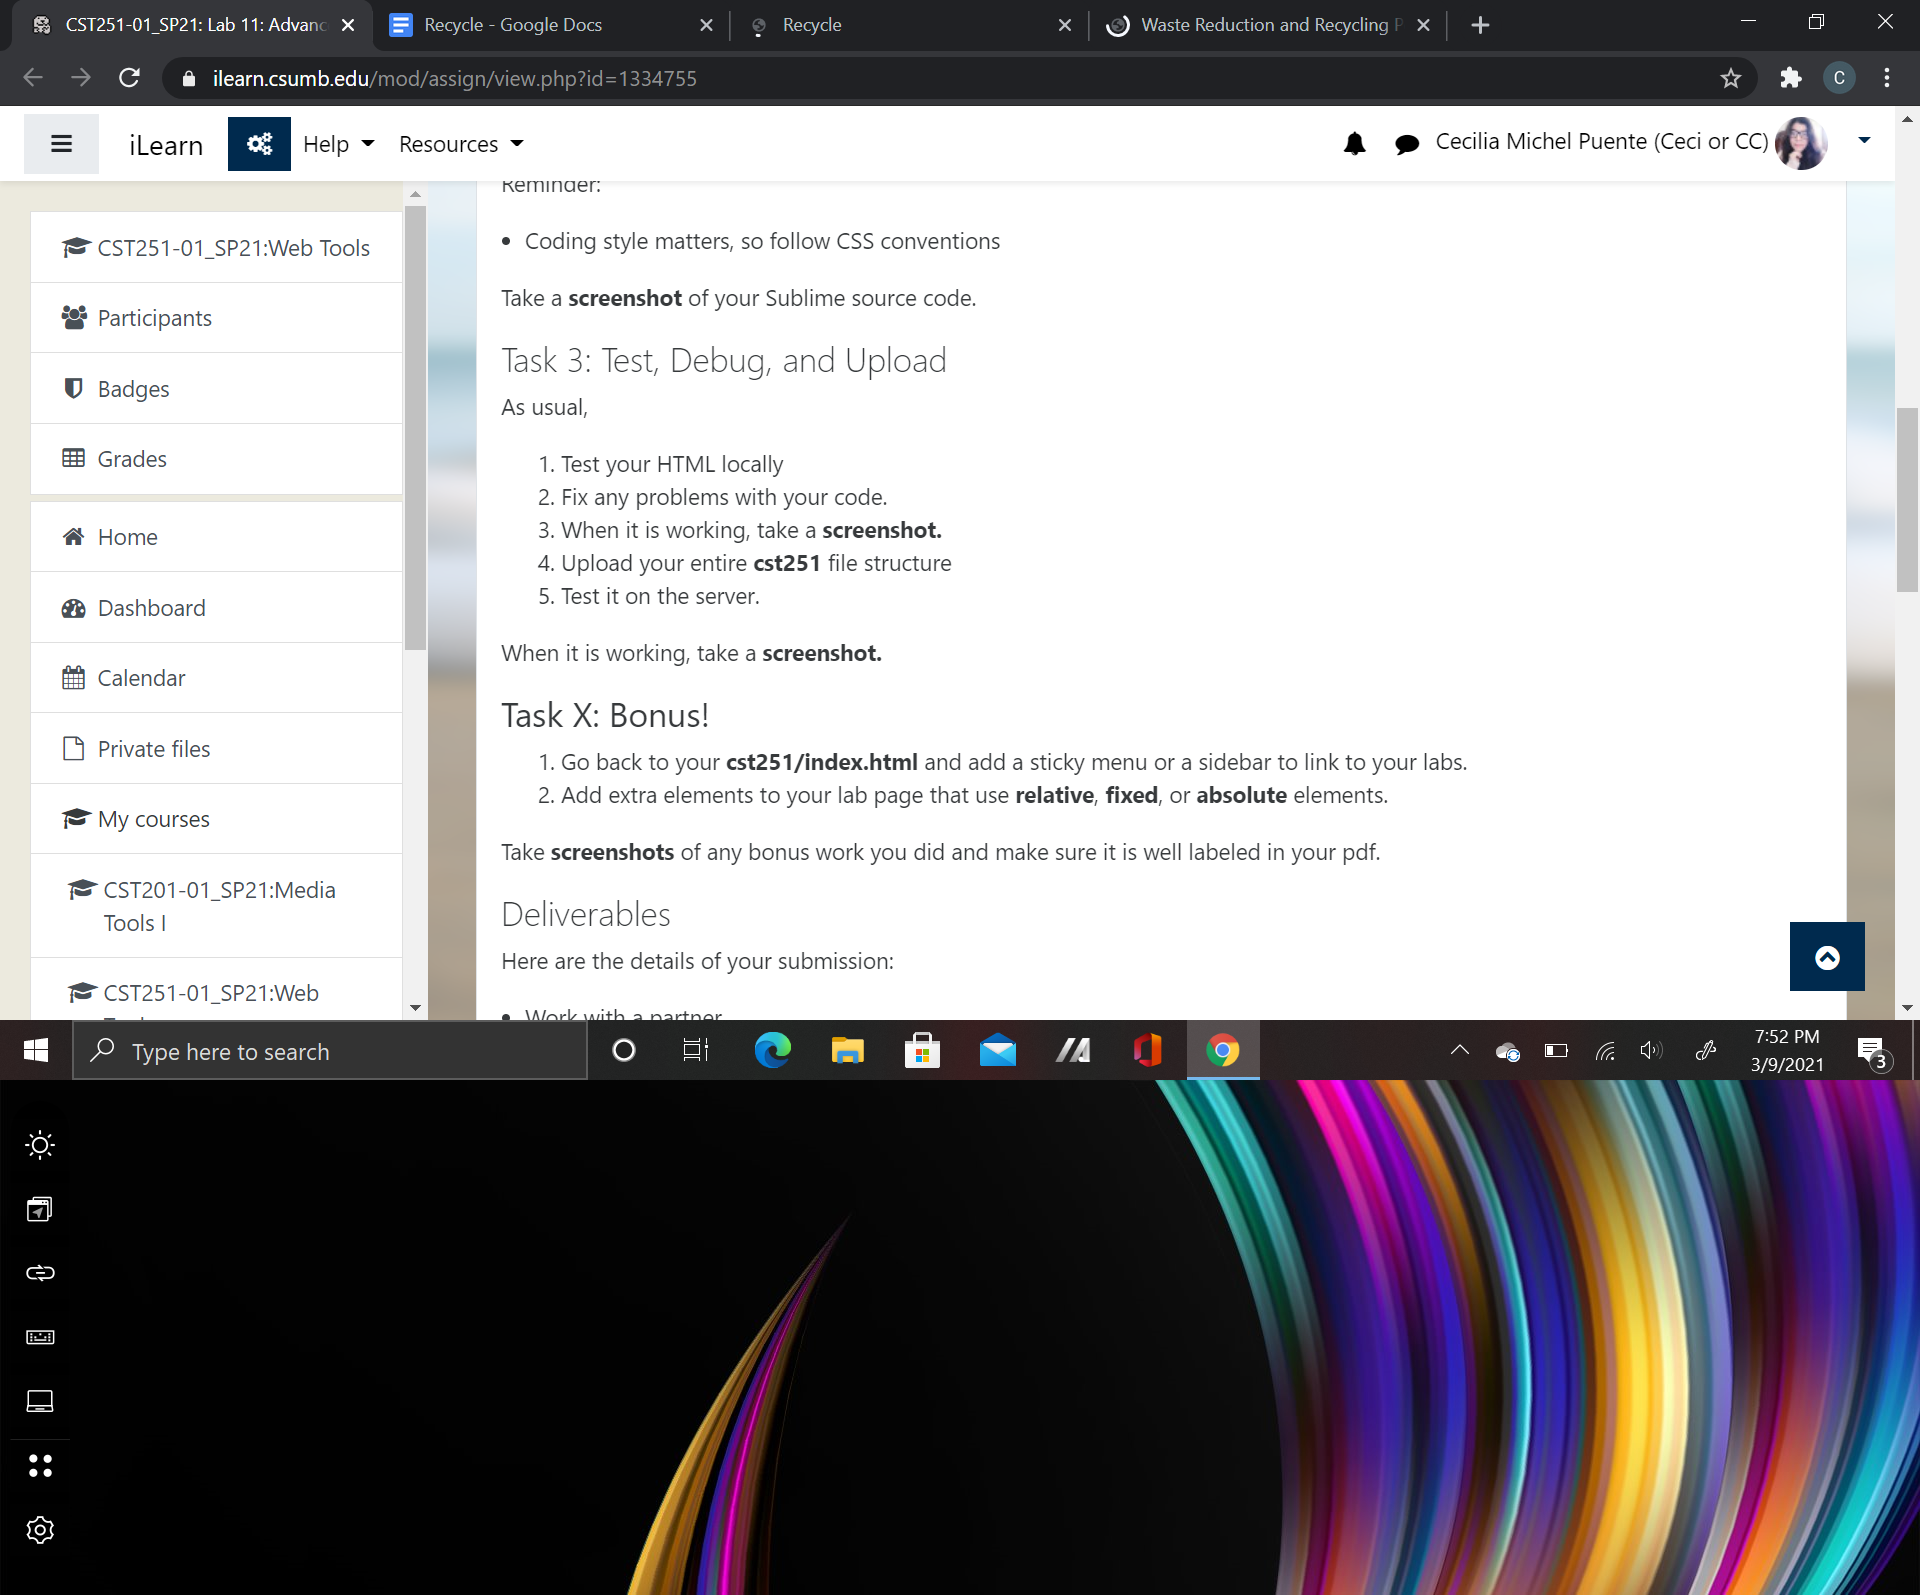 CST251-01_SP21: Lab 11: Advanc
Recycle - Google Docs
Recycle
Waste Reduction and Recycling P
ilearn.csumb.edu/mod/assign/view.php?id=1334755
C
iLearn
Help
Resources
Cecilia Michel Puente (Ceci or CC)
CST251-01_SP21:Web Tools
Participants
Badges
Grades
Home
Dashboard
Calendar
Private files
My courses
CST201-01_SP21:Media
Tools I
CST251-01_SP21:Web
Reminder:
• Coding style matters, so follow CSS conventions
Take a screenshot of your Sublime source code.
Task 3: Test, Debug, and Upload
As usual,
1. Test your HTML locally
2. Fix any problems with your code.
3. When it is working, take a screenshot.
4. Upload your entire cst251 file structure
5. Test it on the server.
When it is working, take a screenshot.
Task X: Bonus!
1. Go back to your cst251/index.html and add a sticky menu or a sidebar to link to your labs.
2. Add extra elements to your lab page that use relative, fixed, or absolute elements.
Take screenshots of any bonus work you did and make sure it is well labeled in your pdf.
Deliverables
Here are the details of your submission:
• Work with a partner
Type here to search
7:52 PM
3/9/2021
3